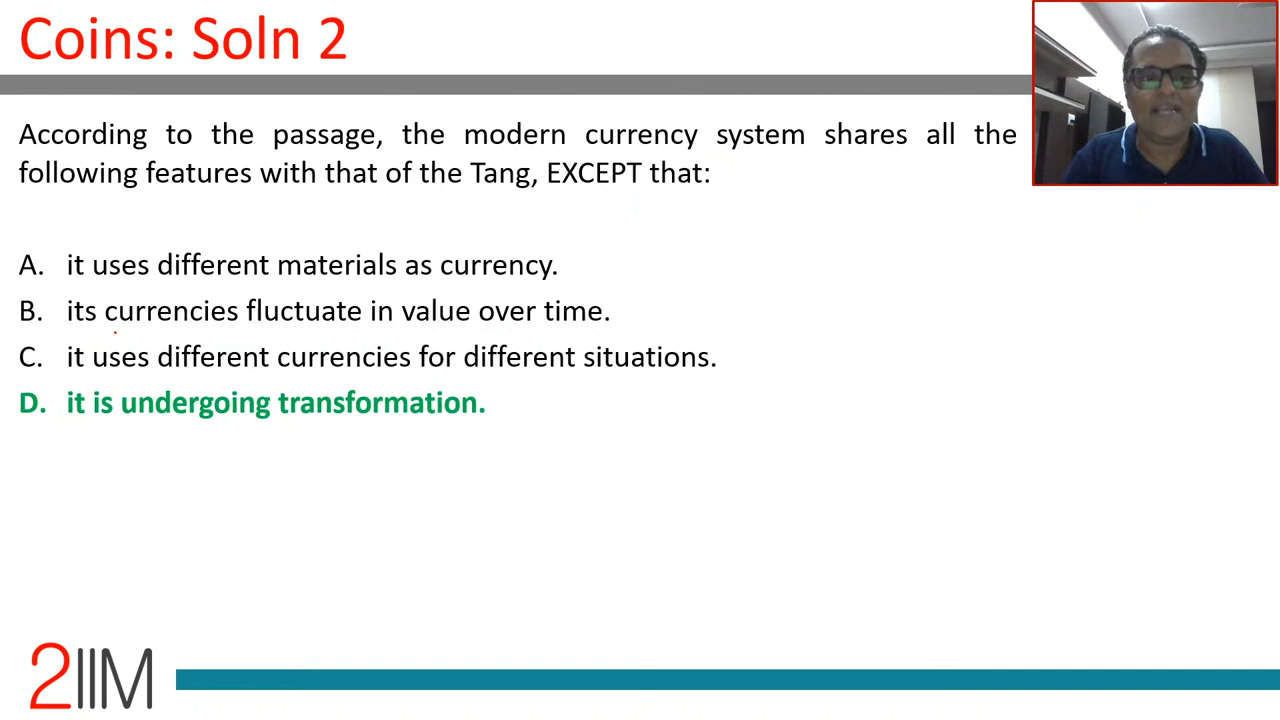 Coins: Soln 2
According to the passage, the modern currency system shares all the
following features with that of the Tang, EXCEPT that:
A. it uses different materials as currency.
B. its currencies fluctuate in value over time.
C. it uses different currencies for different situations.
D. it is undergoing transformation.
2IIM